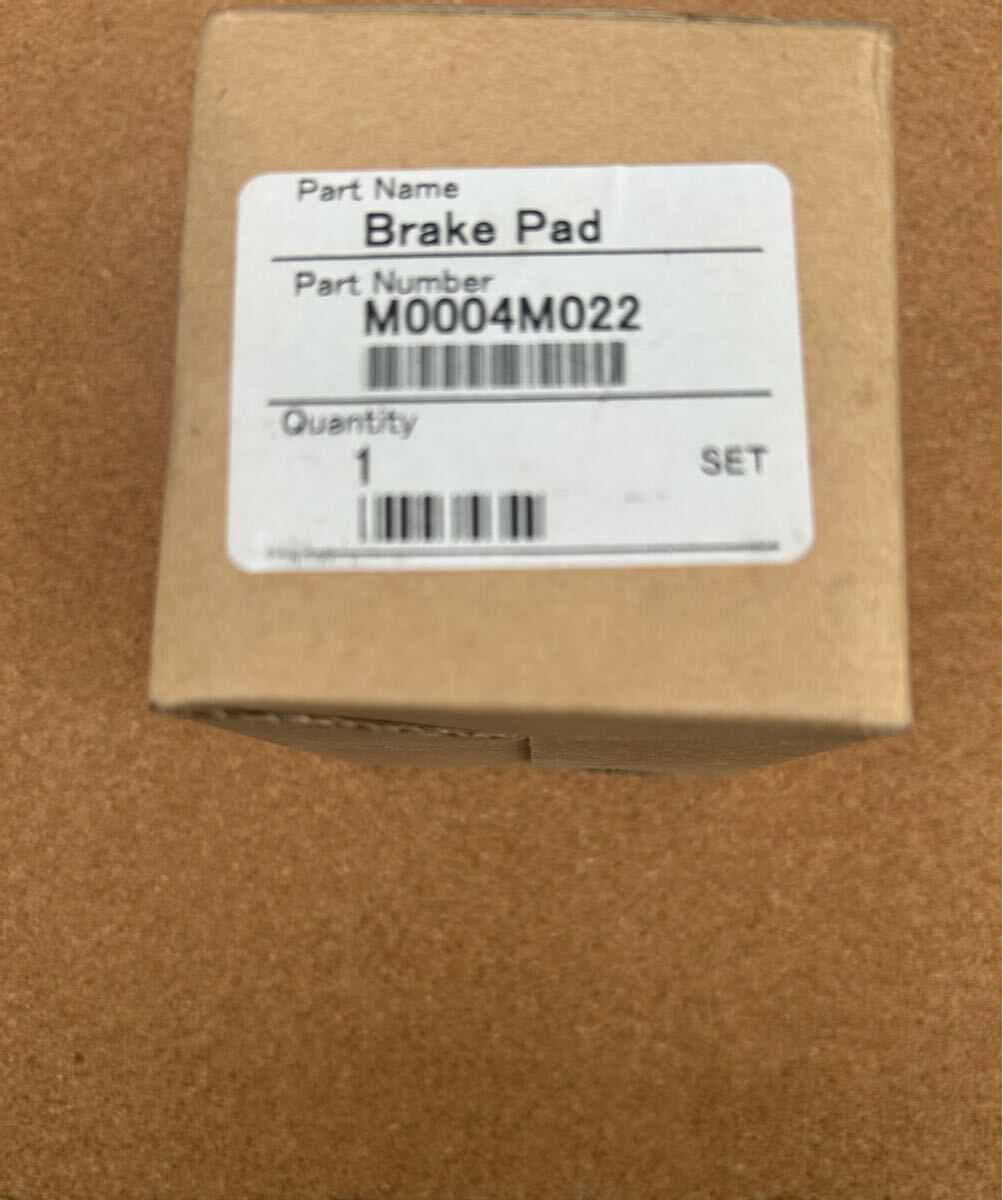 Part Name
Brake Pad
Part Number
M0004M022
Quantity
1 SET